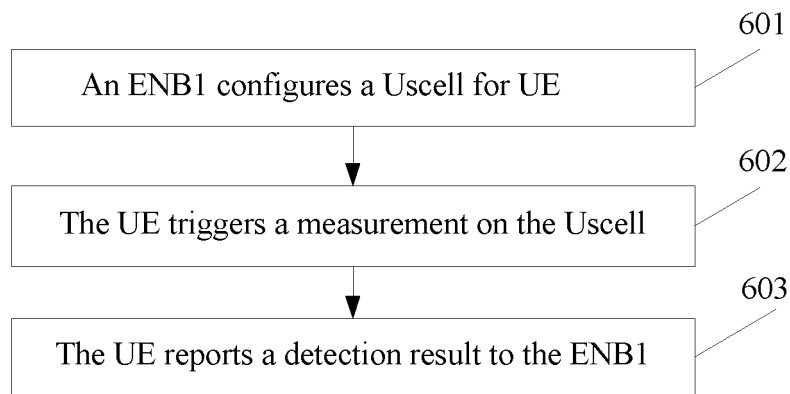 601
An ENB1 configures a Uscell for UE
602
The UE triggers a measurement on the Uscell
603
The UE reports a detection result to the ENB1